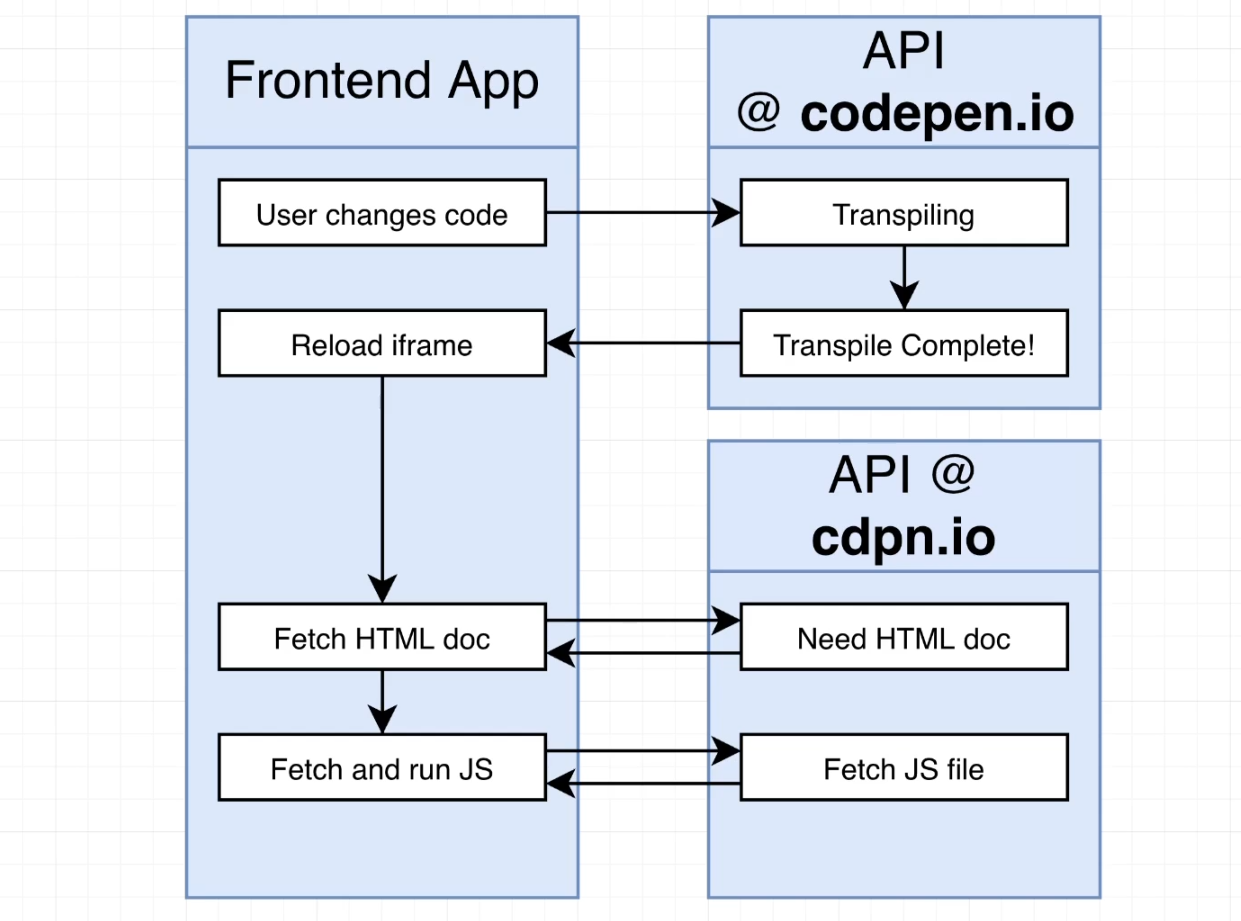 Frontend App
API
@ codepen.io
User changes code
Transpiling
Reload iframe
Transpile Complete!
API @
cdpn.io
Fetch HTML doc
Need HTML doc
Fetch and run JS
Fetch JS file